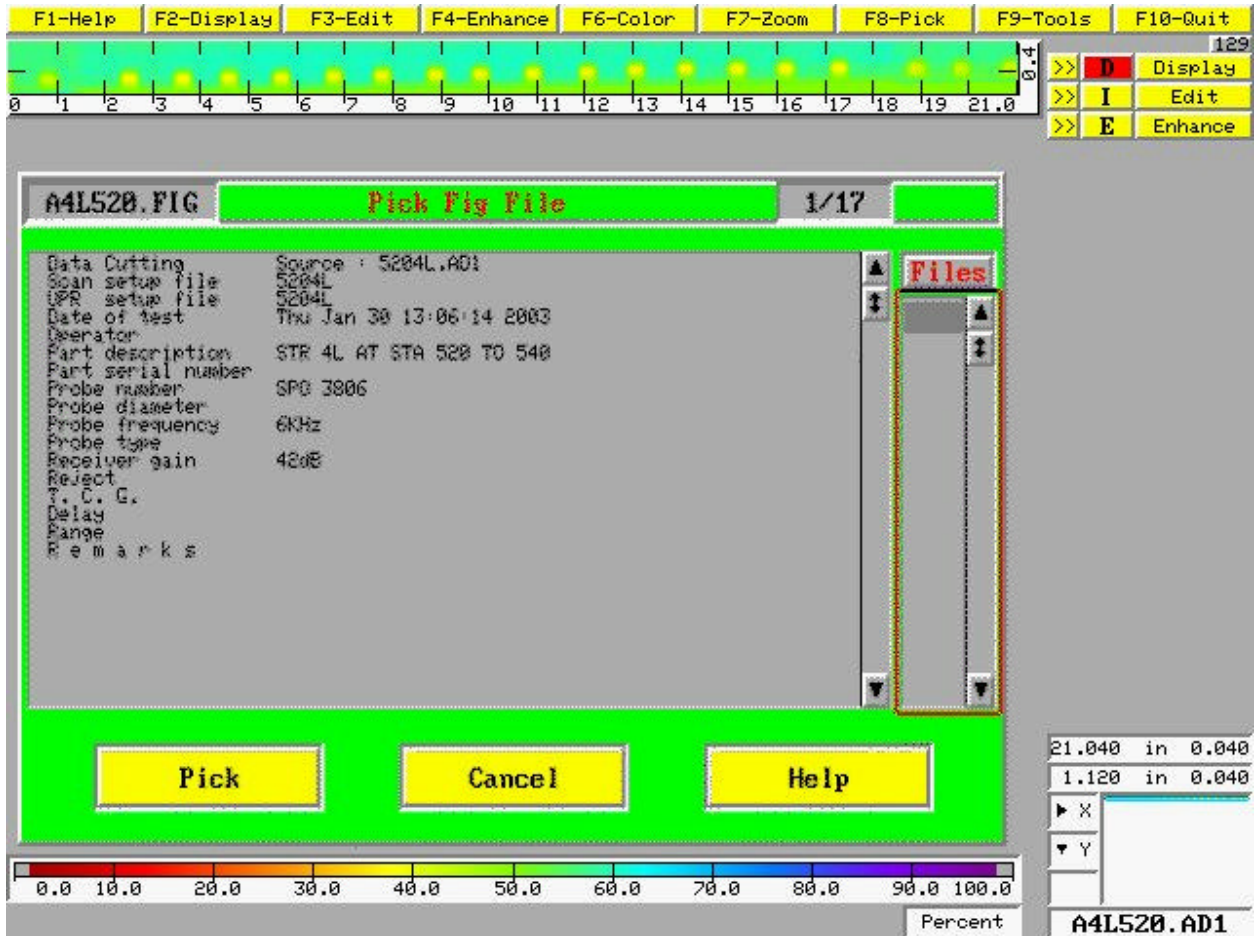 F1-Help F2-Display F3-Edit F4-Enhance F6-Color F7-Zoom F8-Pick F9-Tools F10-Quit
129
0.4
>> D Display
0 1 2 3 4 5 6 7 8 9 10 11 12 13 14 15 16 17 18 19 21.0
>> I Edit
>> E Enhance
A4L520.FIG Pick Fig File 1/17
Files
Data Cutting Source : 5204L.AD1
Scan setup file 5204L
UPR setup file 5204L
Date of test Thu Jan 30 13:06:14 2003
Operator
Part description STR 4L AT STA 520 TO 540
Part serial number
Probe number SPO 3806
Probe diameter
Probe frequency 6KHz
Probe type
Receiver gain 42dB
Reject
T. C. G.
Delay
Range
R e m a r k s
Pick Cancel Help
21.040 in 0.040
1.120 in 0.040
X
Y
0.0 10.0 20.0 30.0 40.0 50.0 60.0 70.0 80.0 90.0 100.0
Percent
A4L520.AD1